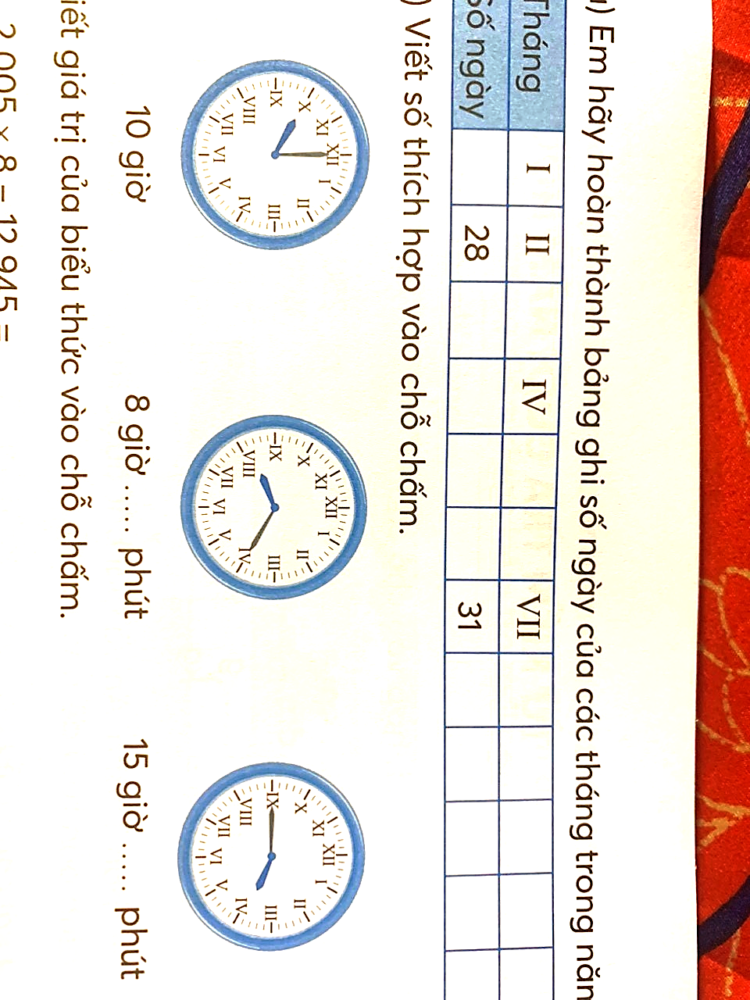 ) Em hãy hoàn thành bảng ghi số ngày của các tháng trong năm
Tháng I II IV VII
Số ngày 28 31
) Viết số thích hợp vào chỗ chấm.
XII I II III IV V VI VII VIII IX X XI
XII I II III IV V VI VII VIII IX X XI
XII I II III IV V VI VII VIII IX X XI
10 giờ 8 giờ ..... phút 15 giờ ..... phút
iết giá trị của biểu thức vào chỗ chấm.
2 005 × 8 – 12 945 =